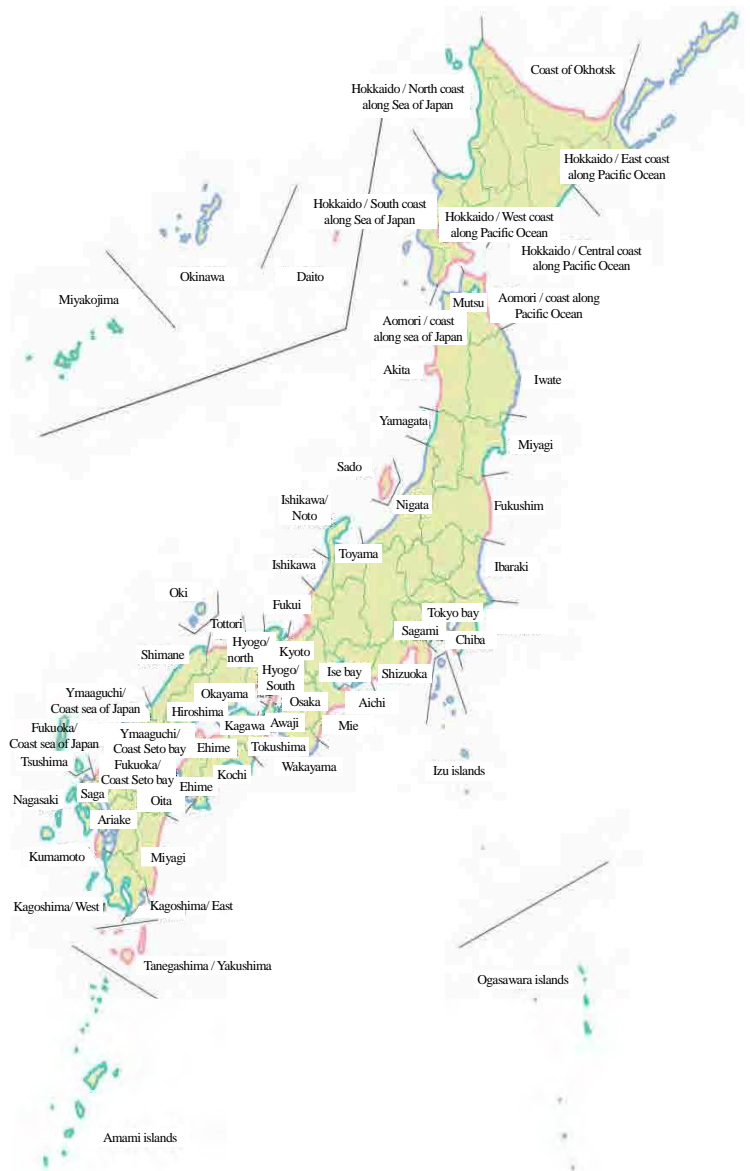 Coast of Okhotsk
Hokkaido / North coast
along Sea of Japan
Hokkaido / East coast
along Pacific Ocean
Hokkaido / South coast
along Sea of Japan
Hokkaido / West coast
along Pacific Ocean
Hokkaido / Central coast
along Pacific Ocean
Okinawa
Daito
Miyakojima
Mutsu
Aomori / coast along
Pacific Ocean
Aomori / coast
along sea of Japan
Akita
Iwate
Yamagata
Miyagi
Sado
Ishikawa/
Noto
Nigata
Fukushim
Toyama
Ishikawa
Ibaraki
Oki
Fukui
Tokyo bay
Tottori
Sagami
Chiba
Hyogo/
north
Kyoto
Shimane
Hyogo/
South
Ise bay
Shizuoka
Ymaaguchi/
Coast sea of Japan
Okayama
Osaka
Aichi
Hiroshima
Kagawa
Awaji
Mie
Fukuoka/
Coast sea of Japan
Ymaaguchi/
Coast Seto bay
Ehime
Tokushima
Tsushima
Fukuoka/
Coast Seto bay
Kochi
Wakayama
Izu islands
Nagasaki
Saga
Oita
Ehime
Ariake
Kumamoto
Miyagi
Kagoshima/ West
Kagoshima/ East
Tanegashima / Yakushima
Ogasawara islands
Amami islands